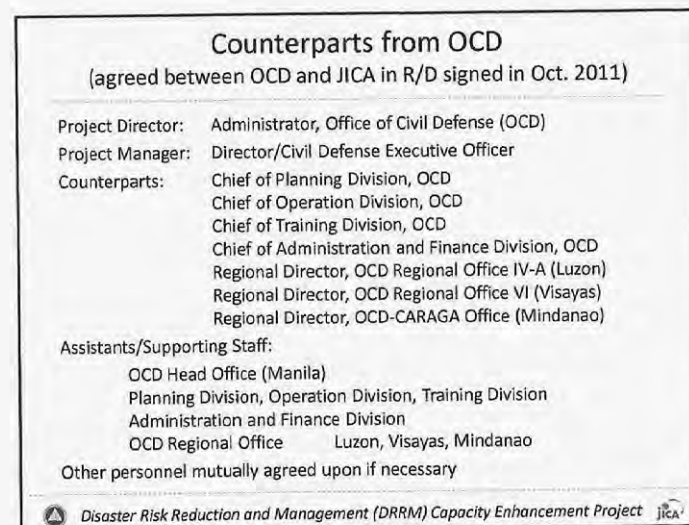 Counterparts from OCD
(agreed between OCD and JICA in R/D signed in Oct. 2011)
Project Director: Administrator, Office of Civil Defense (OCD)
Project Manager: Director/Civil Defense Executive Officer
Counterparts: Chief of Planning Division, OCD
Chief of Operation Division, OCD
Chief of Training Division, OCD
Chief of Administration and Finance Division, OCD
Regional Director, OCD Regional Office IV-A (Luzon)
Regional Director, OCD Regional Office VI (Visayas)
Regional Director, OCD-CARAGA Office (Mindanao)
Assistants/Supporting Staff:
OCD Head Office (Manila)
Planning Division, Operation Division, Training Division
Administration and Finance Division
OCD Regional Office Luzon, Visayas, Mindanao
Other personnel mutually agreed upon if necessary
Disaster Risk Reduction and Management (DRRM) Capacity Enhancement Project jica